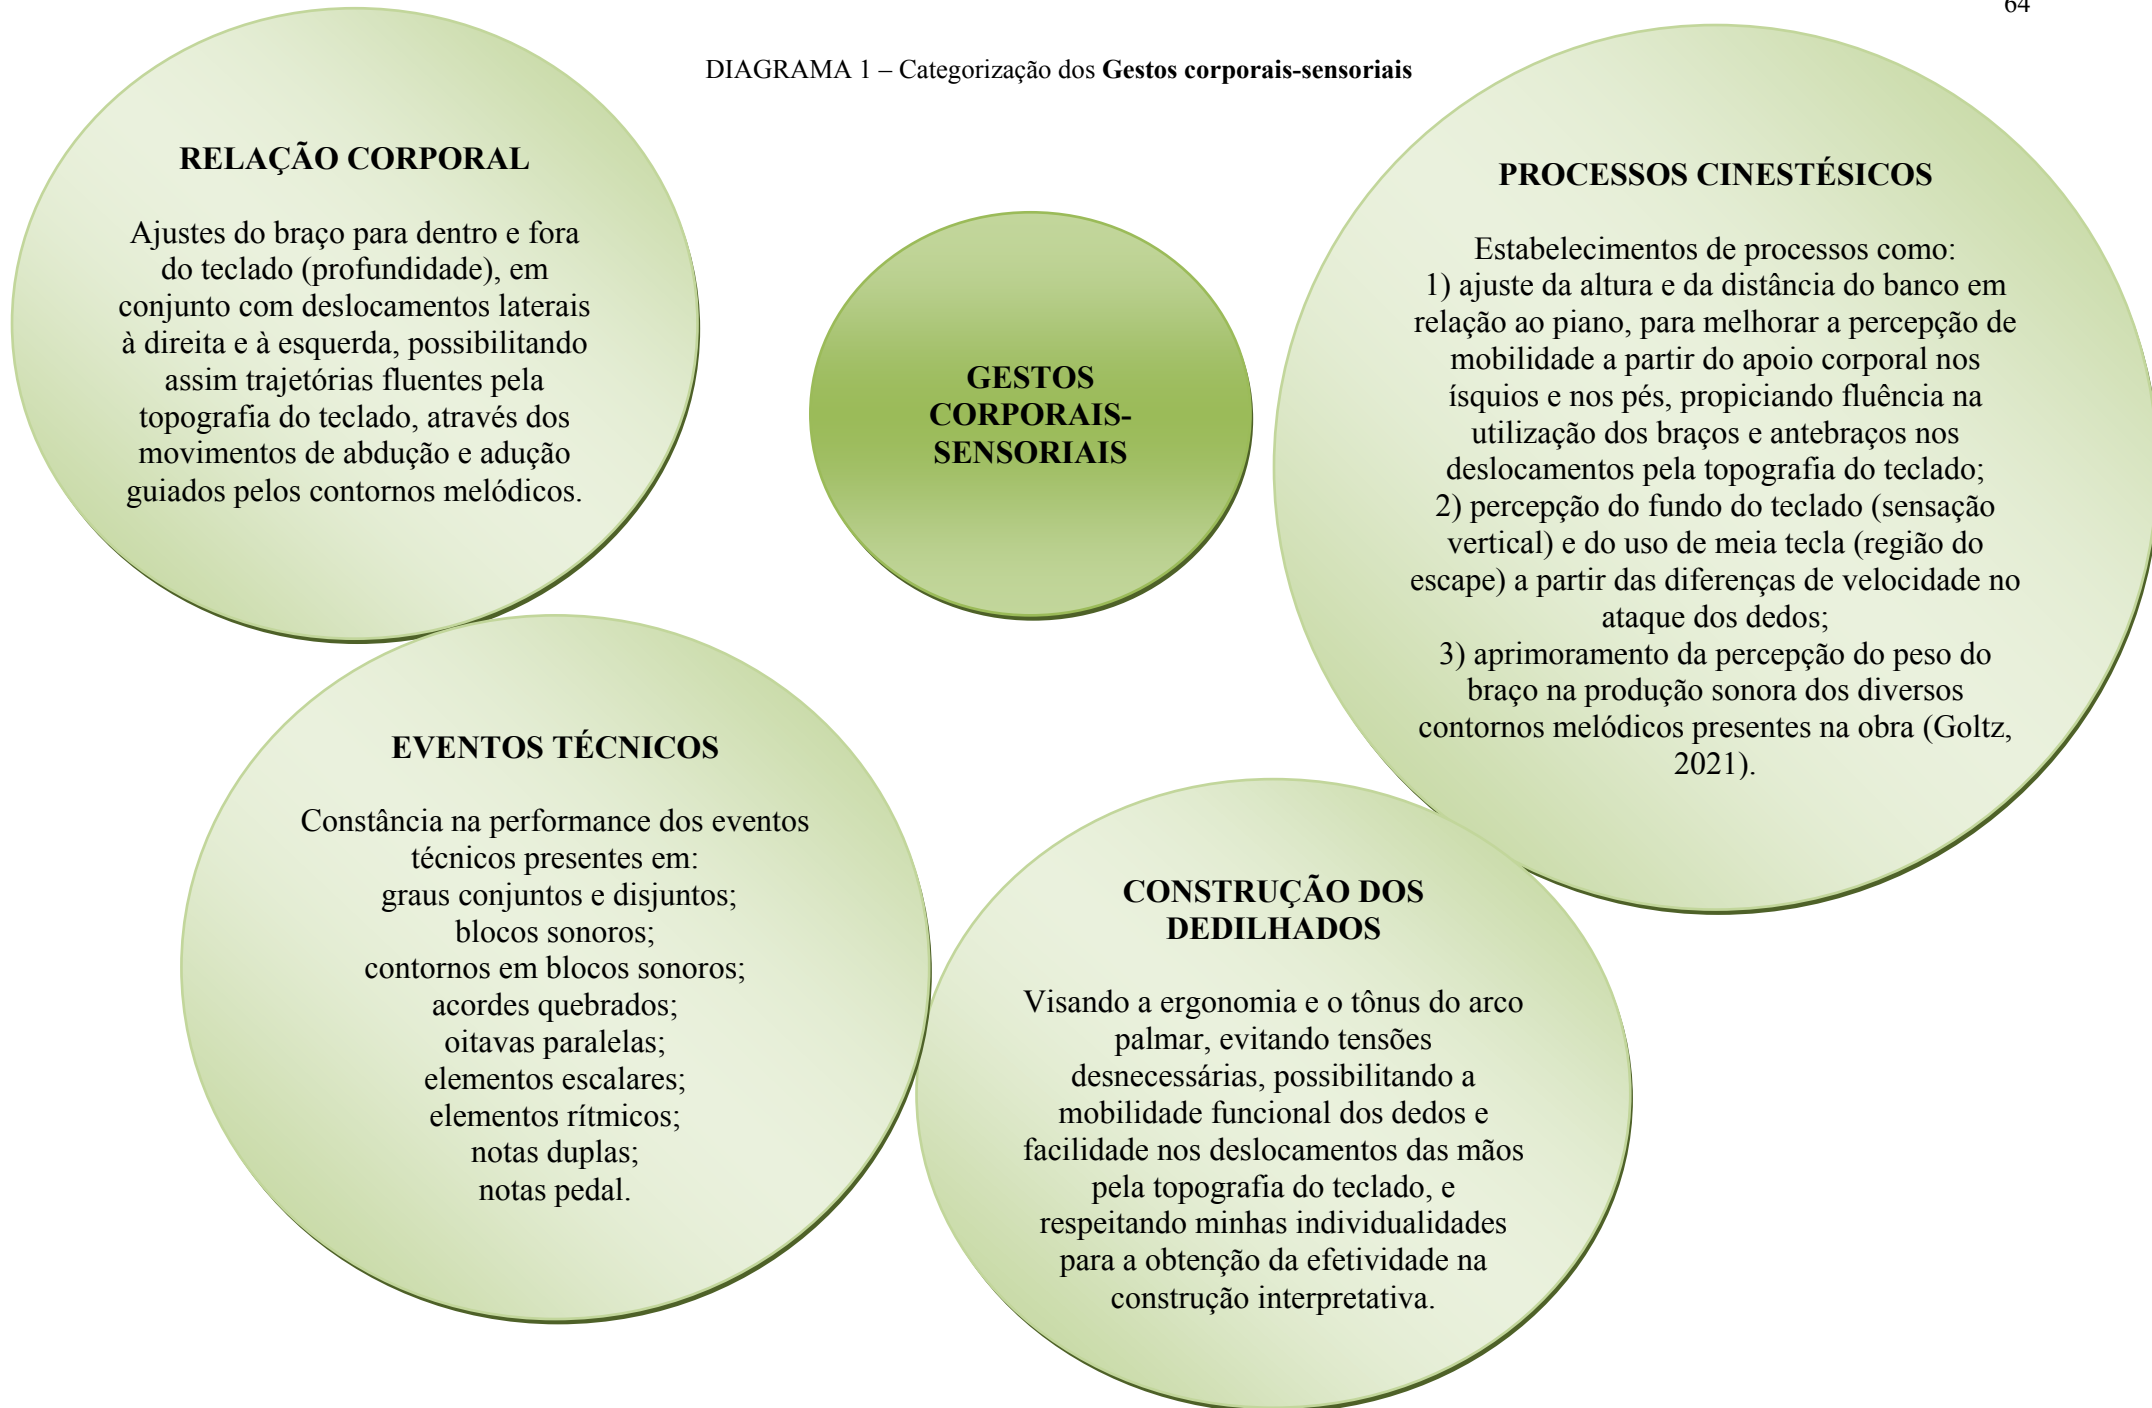 64
DIAGRAMA 1 – Categorização dos Gestos corporais-sensoriais
RELAÇÃO CORPORAL
Ajustes do braço para dentro e fora
do teclado (profundidade), em
conjunto com deslocamentos laterais
à direita e à esquerda, possibilitando
assim trajetórias fluentes pela
topografia do teclado, através dos
movimentos de abdução e adução
guiados pelos contornos melódicos.
GESTOS
CORPORAIS-
SENSORIAIS
PROCESSOS CINESTÉSICOS
Estabelecimentos de processos como:
1) ajuste da altura e da distância do banco em
relação ao piano, para melhorar a percepção de
mobilidade a partir do apoio corporal nos
ísquios e nos pés, propiciando fluência na
utilização dos braços e antebraços nos
deslocamentos pela topografia do teclado;
2) percepção do fundo do teclado (sensação
vertical) e do uso de meia tecla (região do
escape) a partir das diferenças de velocidade no
ataque dos dedos;
3) aprimoramento da percepção do peso do
braço na produção sonora dos diversos
contornos melódicos presentes na obra (Goltz,
2021).
EVENTOS TÉCNICOS
Constância na performance dos eventos
técnicos presentes em:
graus conjuntos e disjuntos;
blocos sonoros;
contornos em blocos sonoros;
acordes quebrados;
oitavas paralelas;
elementos escalares;
elementos rítmicos;
notas duplas;
notas pedal.
CONSTRUÇÃO DOS
DEDILHADOS
Visando a ergonomia e o tônus do arco
palmar, evitando tensões
desnecessárias, possibilitando a
mobilidade funcional dos dedos e
facilidade nos deslocamentos das mãos
pela topografia do teclado, e
respeitando minhas individualidades
para a obtenção da efetividade na
construção interpretativa.